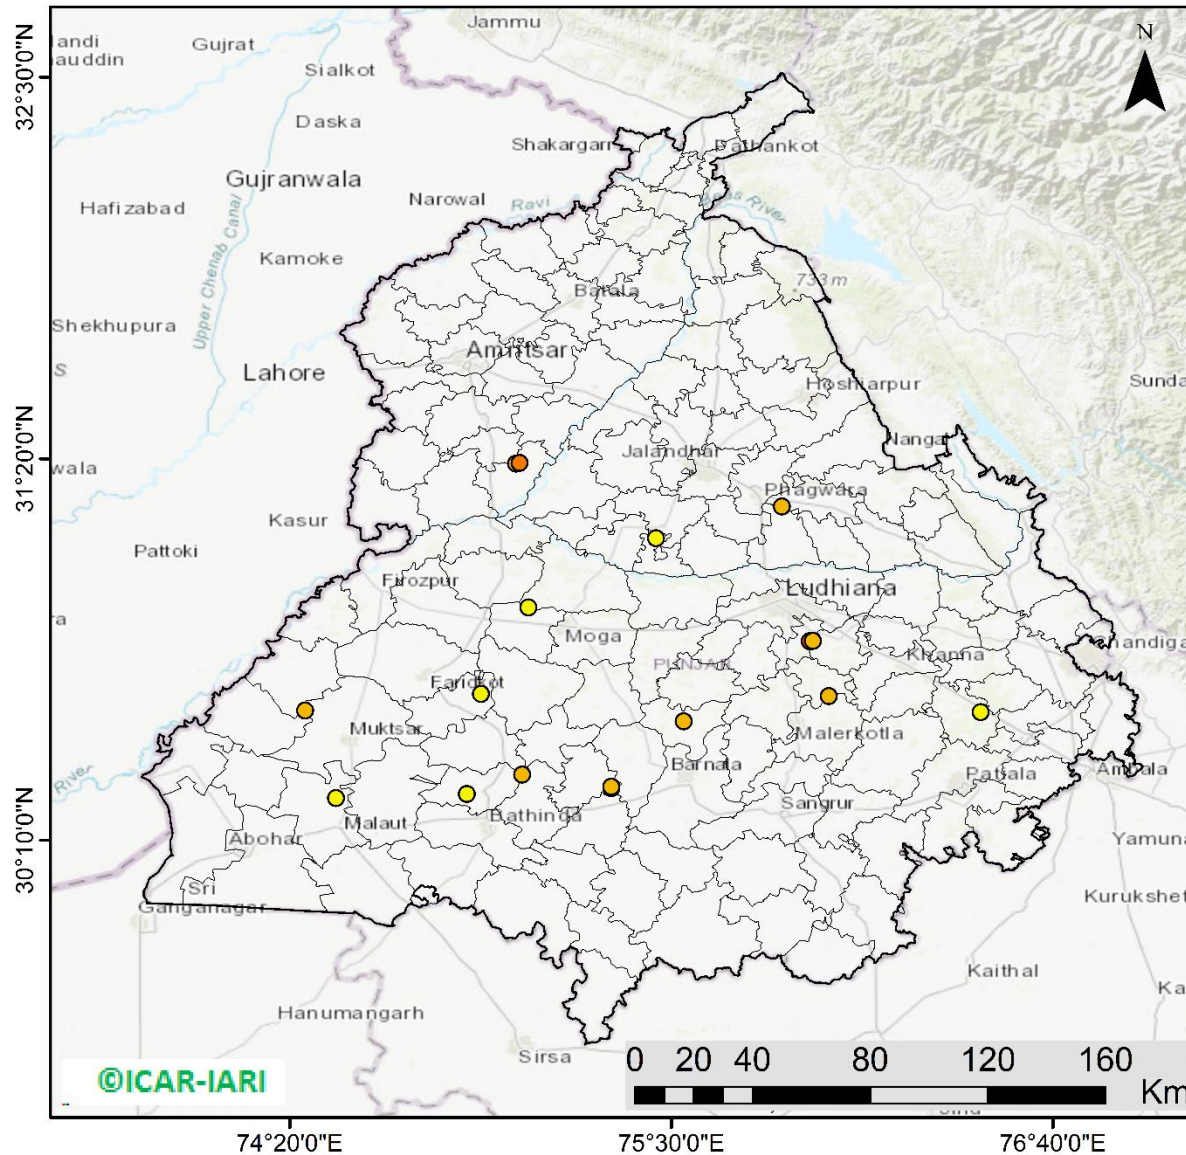 Jammu
N
andi
auddin
Gujrat
Sialkot
32°30'0"N
Daska
Shakargarh
Pathankot
Gujranwala
Narowal
Ravi
Beas River
Hafizabad
Upper Chenab Canal
Kamoke
733 m
Batala
Shekhupura
Amritsar
S
Lahore
Hoshiarpur
Sunda
31°20'0"N
wala
Jalandhar
Nangal
Phagwara
Kasur
Pattoki
Firozpur
Ludhiana
a
Moga
Chandiga
Khanna
PUNJAB
Faridkot
Muktsar
Malerkotla
River
Barnala
Patiala
Ambala
Sangrur
Bathinda
Malaut
30°10'0"N
Abohar
Yamuna
Sri
Ganganagar
Kurukshet
Kaithal
Ka
Hanumangarh
Sirsa
0 20 40 80 120 160
Km
©ICAR-IARI
74°20'0"E 75°30'0"E 76°40'0"E